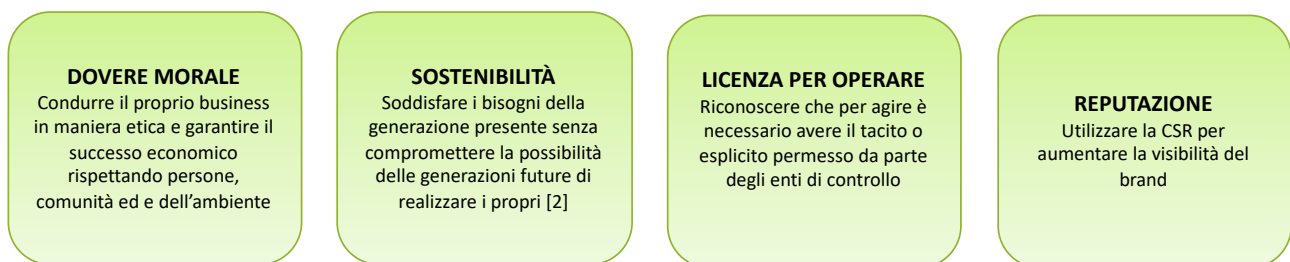 DOVERE MORALE
Condurre il proprio business
in maniera etica e garantire il
successo economico
rispettando persone,
comunità ed e dell'ambiente
SOSTENIBILITÀ
Soddisfare i bisogni della
generazione presente senza
compromettere la possibilità
delle generazioni future di
realizzare i propri [2]
LICENZA PER OPERARE
Riconoscere che per agire è
necessario avere il tacito o
esplicito permesso da parte
degli enti di controllo
REPUTAZIONE
Utilizzare la CSR per
aumentare la visibilità del
brand